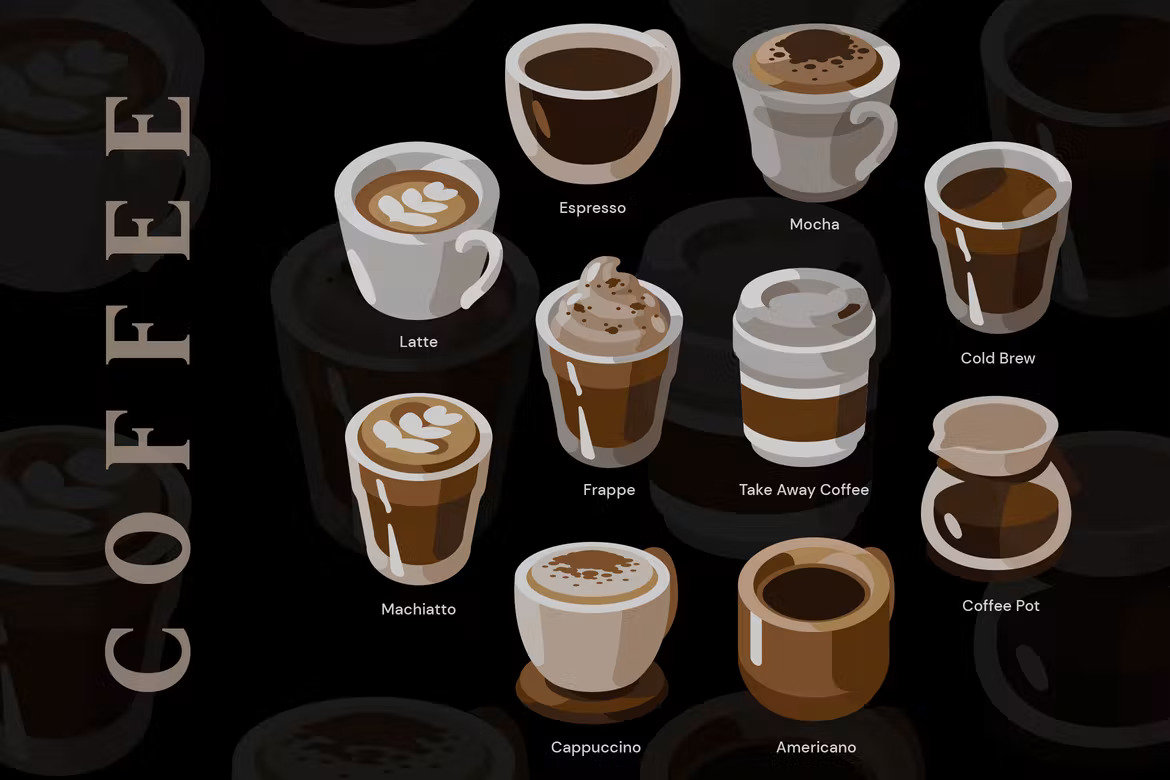 COFFEE
Espresso
Mocha
Latte
Cold Brew
Frappe
Take Away Coffee
Machiatto
Coffee Pot
Cappuccino
Americano